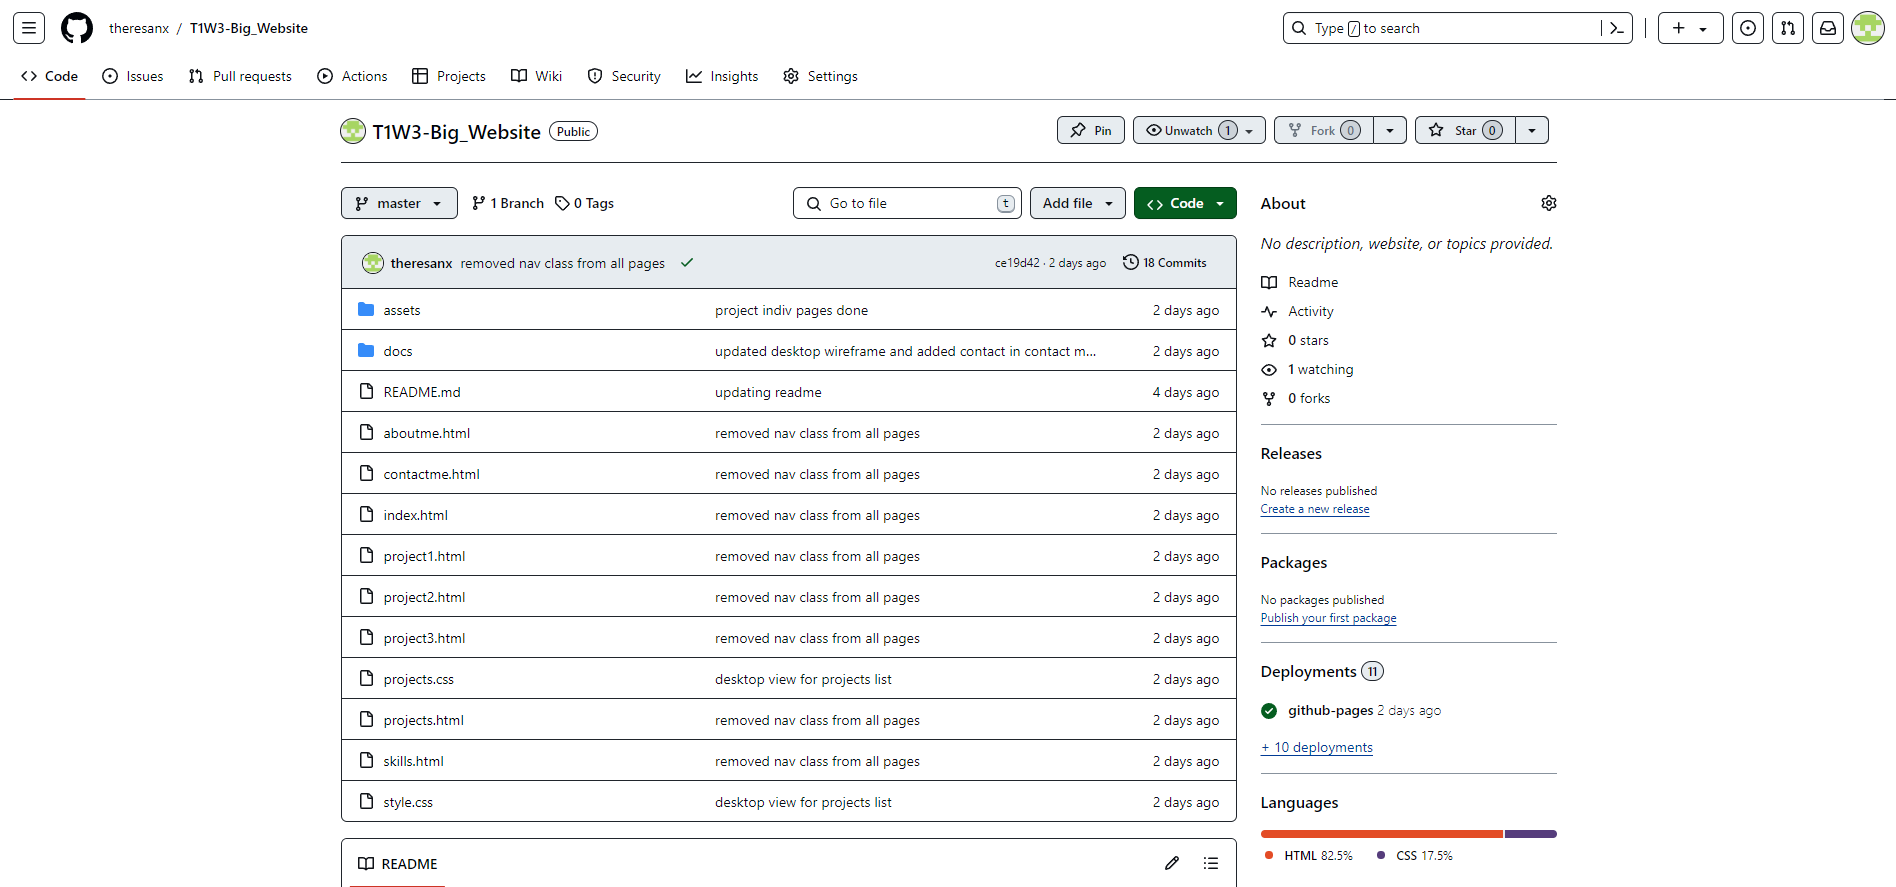 theresanx / T1W3-Big_Website
Type / to search
Code Issues Pull requests Actions Projects Wiki Security Insights Settings
T1W3-Big_Website Public
Pin Unwatch 1 Fork 0 Star 0
master 1 Branch 0 Tags Go to file t Add file Code
theresanx removed nav class from all pages ce19d42 · 2 days ago 18 Commits
assets project indiv pages done 2 days ago
docs updated desktop wireframe and added contact in contact m... 2 days ago
README.md updating readme 4 days ago
aboutme.html removed nav class from all pages 2 days ago
contactme.html removed nav class from all pages 2 days ago
index.html removed nav class from all pages 2 days ago
project1.html removed nav class from all pages 2 days ago
project2.html removed nav class from all pages 2 days ago
project3.html removed nav class from all pages 2 days ago
projects.css desktop view for projects list 2 days ago
projects.html removed nav class from all pages 2 days ago
skills.html removed nav class from all pages 2 days ago
style.css desktop view for projects list 2 days ago
README
About
No description, website, or topics provided.
Readme
Activity
0 stars
1 watching
0 forks
Releases
No releases published
Create a new release
Packages
No packages published
Publish your first package
Deployments 11
github-pages 2 days ago
+ 10 deployments
Languages
HTML 82.5% CSS 17.5%